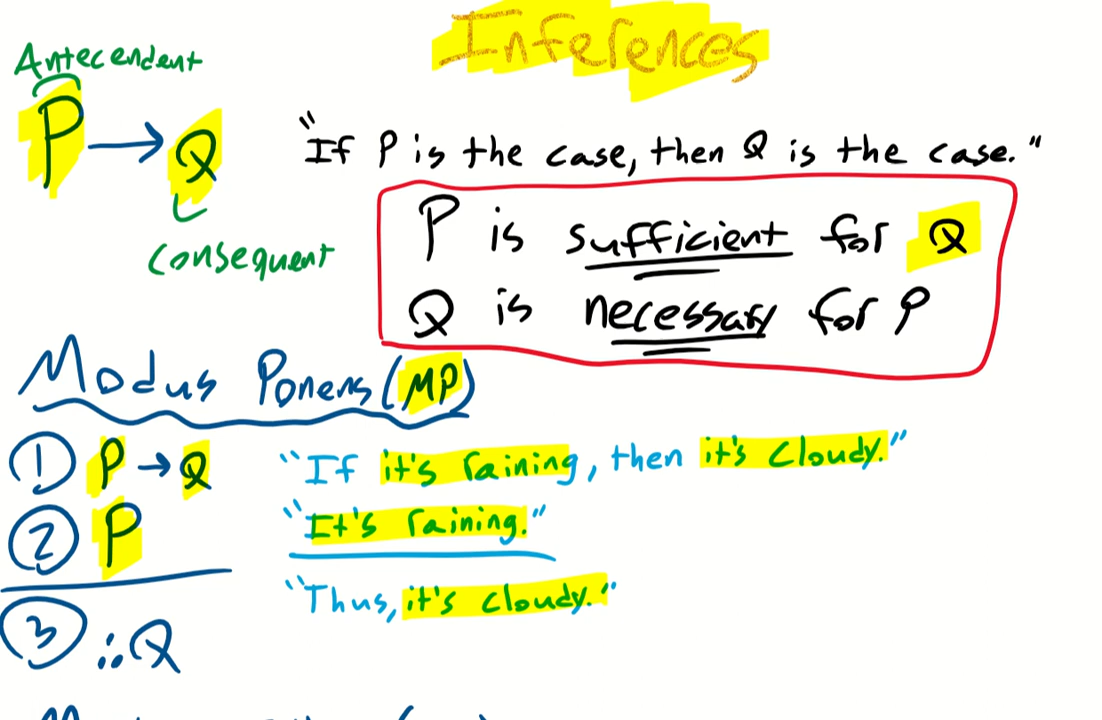 Inferences
Antecendent
P → Q
Consequent
"If P is the case, then Q is the case."
P is sufficient for Q
Q is necessary for P
Modus Ponens (MP)
① P → Q "If it's raining, then it's cloudy."
② P "It's raining."
③ ∴ Q "Thus, it's cloudy."